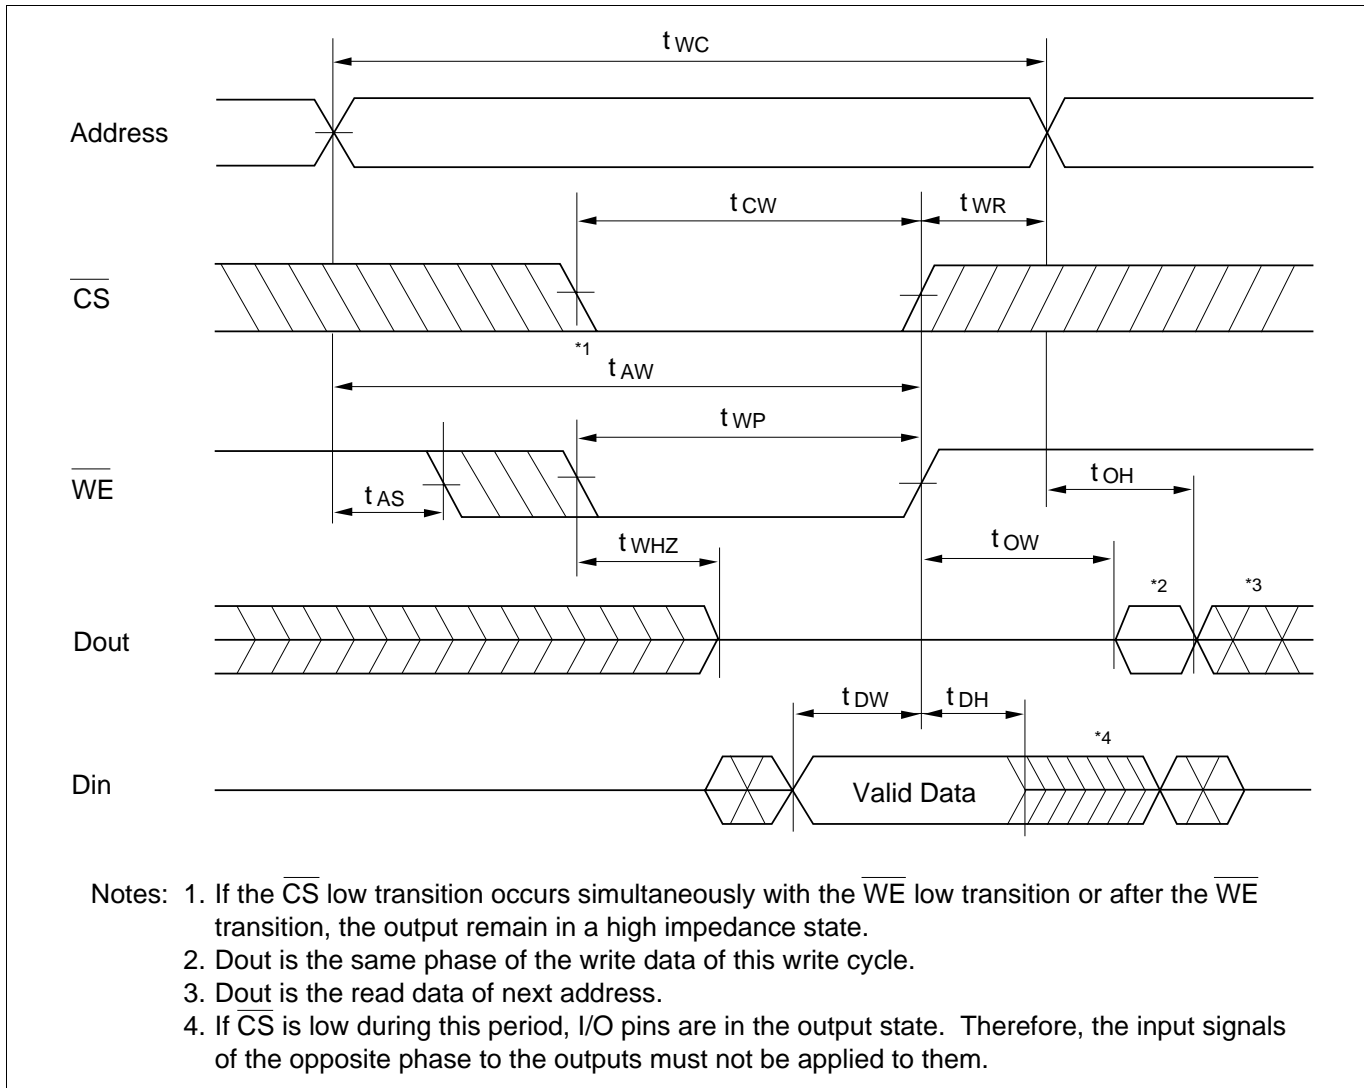 t WC
Address
t CW
t WR
CS
*1
t AW
t WP
WE
t OH
t AS
t WHZ
t OW
*2
*3
Dout
t DW
t DH
*4
Din
Valid Data
Notes: 1. If the CS low transition occurs simultaneously with the WE low transition or after the WE
transition, the output remain in a high impedance state.
2. Dout is the same phase of the write data of this write cycle.
3. Dout is the read data of next address.
4. If CS is low during this period, I/O pins are in the output state. Therefore, the input signals
of the opposite phase to the outputs must not be applied to them.